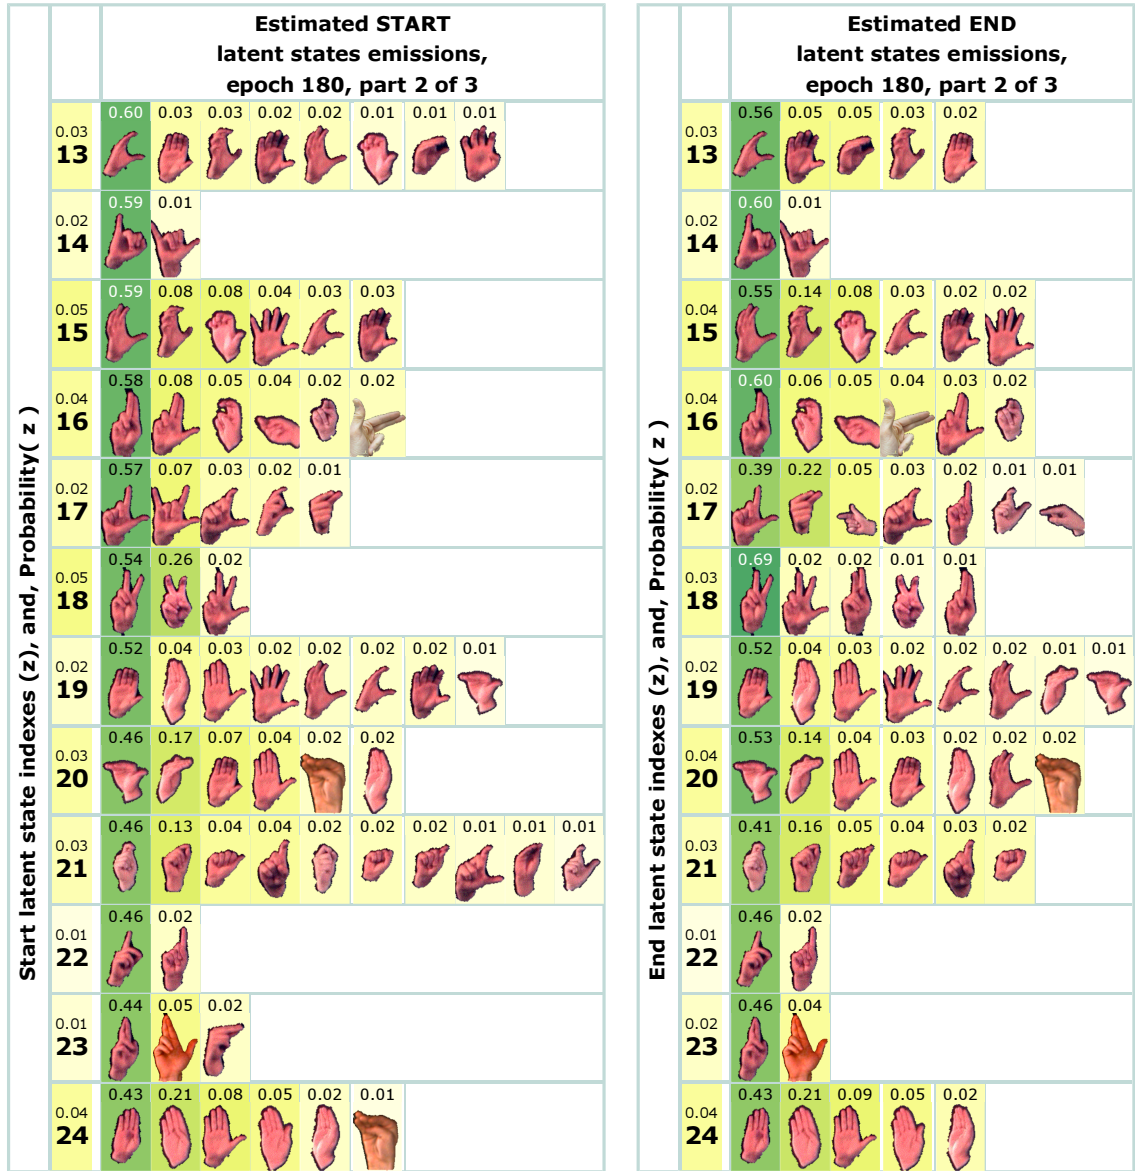 Estimated START
latent states emissions,
epoch 180, part 2 of 3
Start latent state indexes (z), and, Probability( z )
0.03
13
0.60 0.03 0.03 0.02 0.02 0.01 0.01 0.01
0.02
14
0.59 0.01
0.05
15
0.59 0.08 0.08 0.04 0.03 0.03
0.04
16
0.58 0.08 0.05 0.04 0.02 0.02
0.02
17
0.57 0.07 0.03 0.02 0.01
0.05
18
0.54 0.26 0.02
0.02
19
0.52 0.04 0.03 0.02 0.02 0.02 0.02 0.01
0.03
20
0.46 0.17 0.07 0.04 0.02 0.02
0.03
21
0.46 0.13 0.04 0.04 0.02 0.02 0.02 0.01 0.01 0.01
0.01
22
0.46 0.02
0.01
23
0.44 0.05 0.02
0.04
24
0.43 0.21 0.08 0.05 0.02 0.01
Estimated END
latent states emissions,
epoch 180, part 2 of 3
End latent state indexes (z), and, Probability( z )
0.03
13
0.56 0.05 0.05 0.03 0.02
0.02
14
0.60 0.01
0.04
15
0.55 0.14 0.08 0.03 0.02 0.02
0.04
16
0.60 0.06 0.05 0.04 0.03 0.02
0.02
17
0.39 0.22 0.05 0.03 0.02 0.01 0.01
0.03
18
0.69 0.02 0.02 0.01 0.01
0.02
19
0.52 0.04 0.03 0.02 0.02 0.02 0.01 0.01
0.04
20
0.53 0.14 0.04 0.03 0.02 0.02 0.02
0.03
21
0.41 0.16 0.05 0.04 0.03 0.02
0.01
22
0.46 0.02
0.02
23
0.46 0.04
0.04
24
0.43 0.21 0.09 0.05 0.02